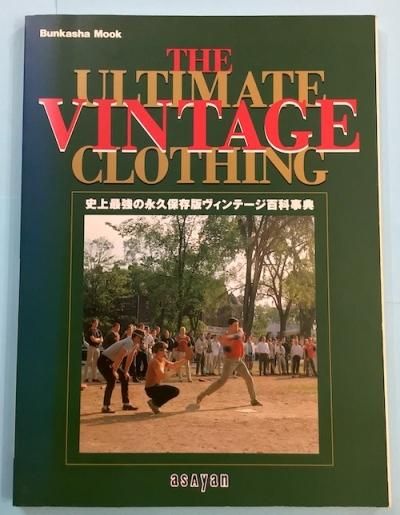 Bunkasha Mook
THE
ULTIMATE
VINTAGE
CLOTHING
史上最強の永久保存版ヴィンテージ百科事典
asayan